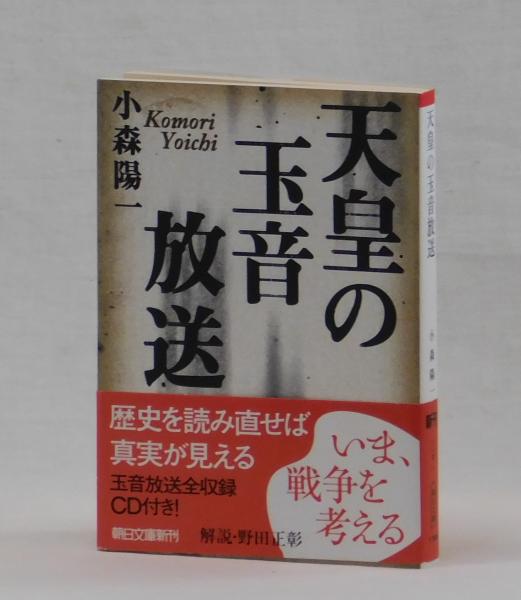 天皇の
玉音
放送
小森陽一
Komori
Yoichi
歴史を読み直せば
真実が見える
玉音放送全収録
CD付き!
朝日文庫新刊
解説・野田正彰
いま、
戦争を
考える
天皇の玉音放送
小森陽一